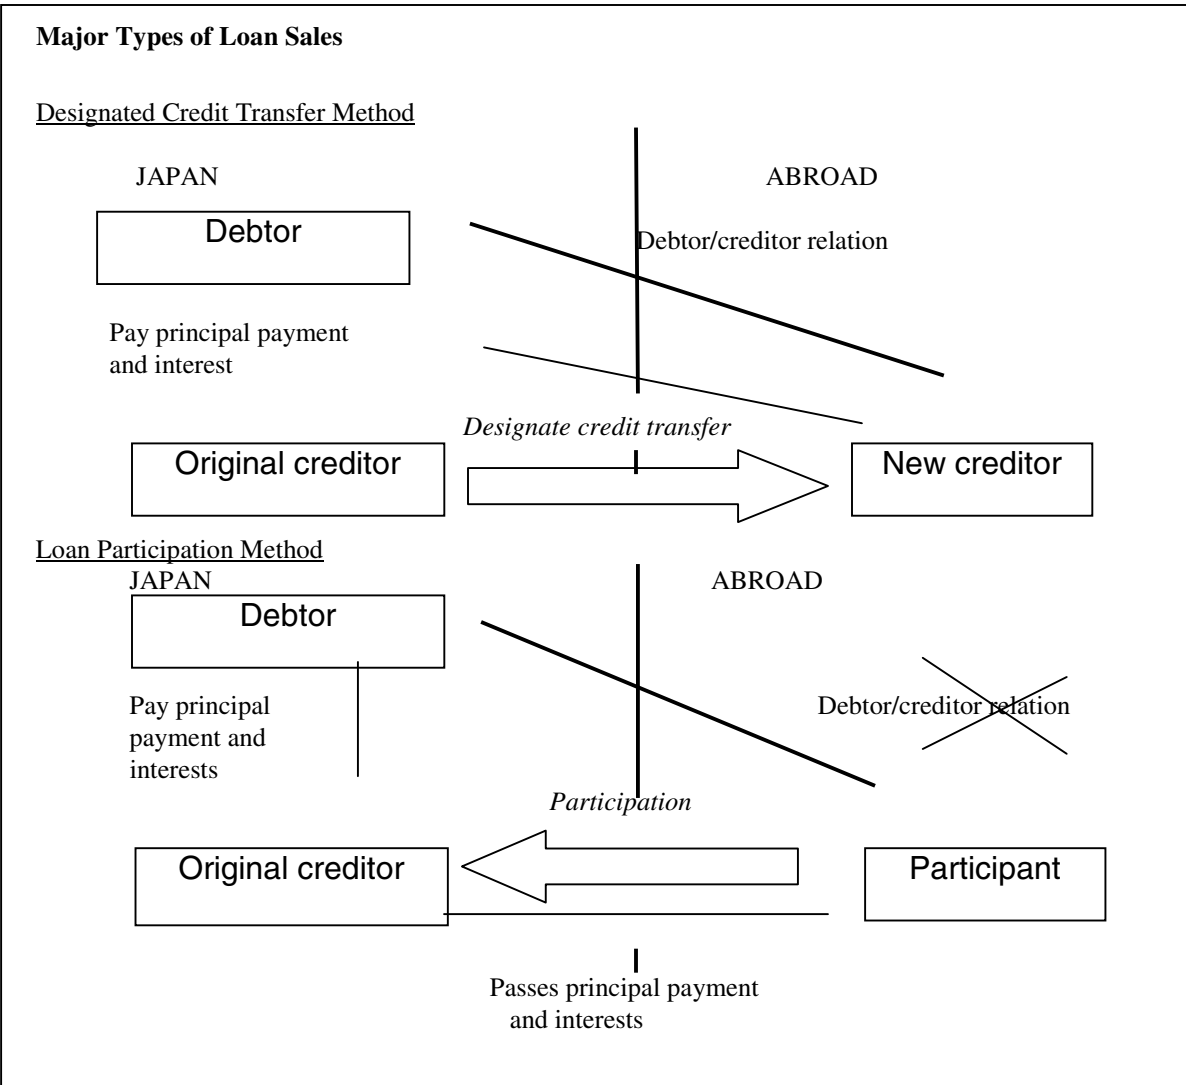 Major Types of Loan Sales
Designated Credit Transfer Method
JAPAN
ABROAD
Debtor
Debtor/creditor relation
Pay principal payment
and interest
Designate credit transfer
Original creditor
New creditor
Loan Participation Method
JAPAN
ABROAD
Debtor
Pay principal
payment and
interests
Debtor/creditor relation
Participation
Original creditor
Participant
Passes principal payment
and interests